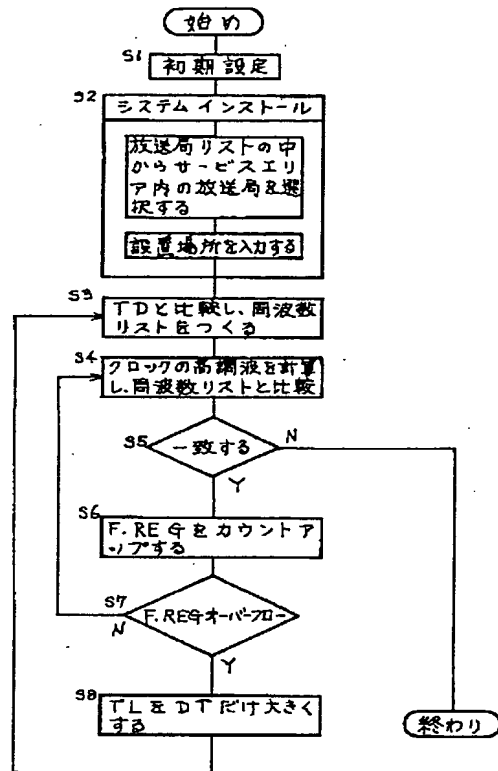 始め
S1
初期設定
S2
システムインストール
放送局リストの中
からサービスエリ
ア内の放送局を選
択する
設置場所を入力する
S3
TDと比較し、周波数
リストをつくる
S4
クロックの高調波を計算
し、周波数リストと比較
S5
一致する
N
Y
S6
F.REGをカウントア
ップする
S7
F.REGオーバーフロー
N
Y
S8
TLをDTだけ大きく
する
終わり